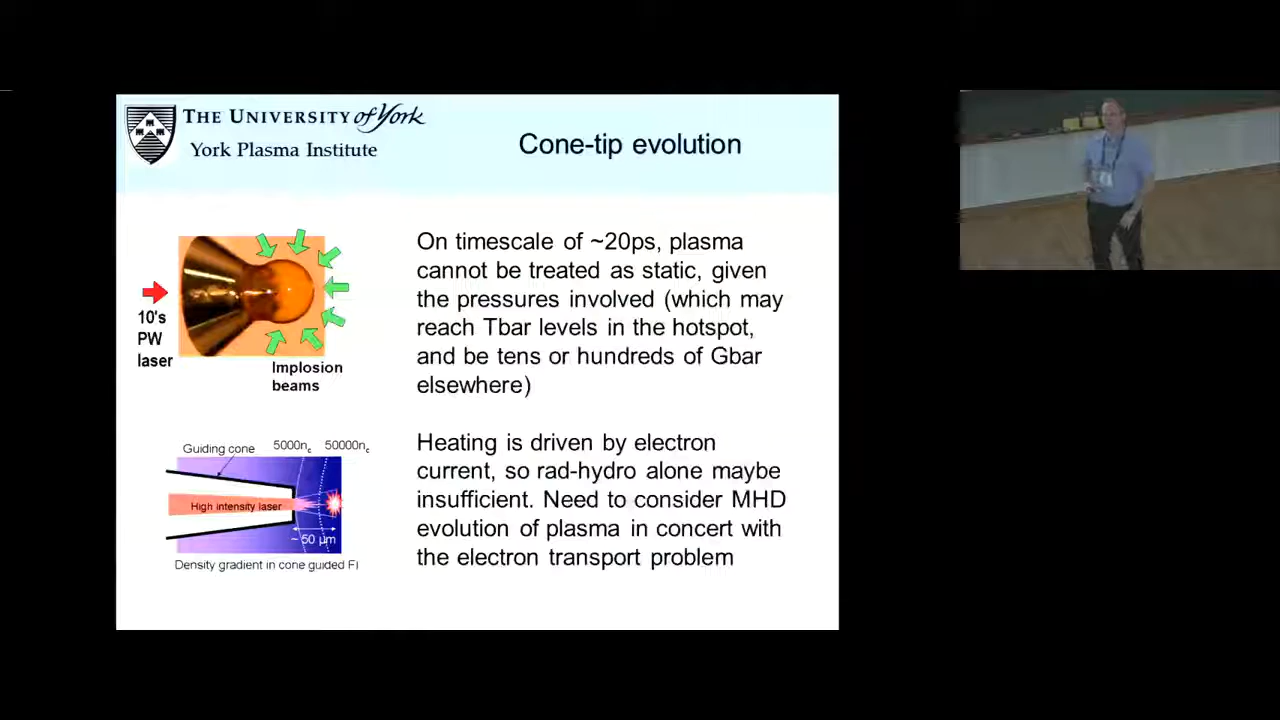 THE UNIVERSITY of York
York Plasma Institute
Cone-tip evolution
10's
PW
laser
Implosion
beams
On timescale of ~20ps, plasma
cannot be treated as static, given
the pressures involved (which may
reach Tbar levels in the hotspot,
and be tens or hundreds of Gbar
elsewhere)
Heating is driven by electron
current, so rad-hydro alone maybe
insufficient. Need to consider MHD
evolution of plasma in concert with
the electron transport problem
Guiding cone
5000nc
50000nc
High intensity laser
~ 50 μm
Density gradient in cone guided FI